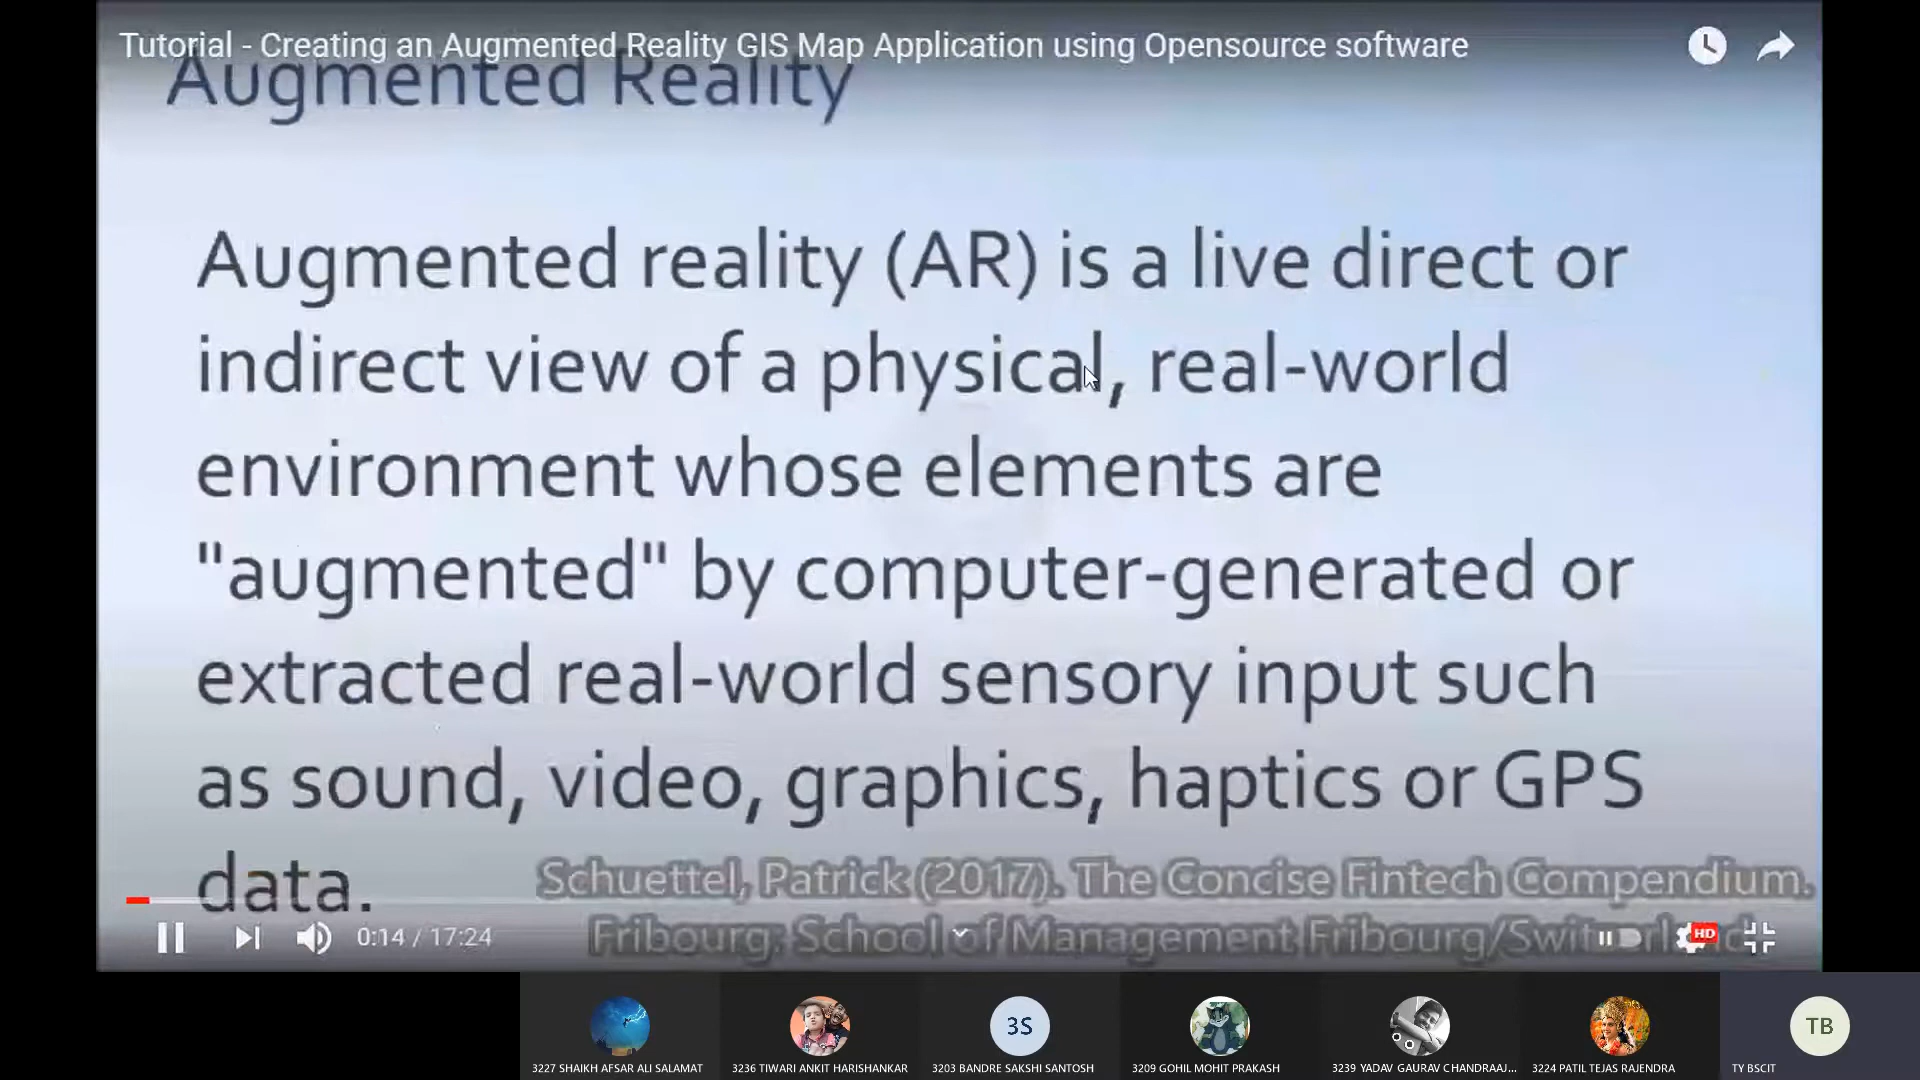 Tutorial - Creating an Augmented Reality GIS Map Application using Opensource software
Augmented Reality
Augmented reality (AR) is a live direct or
indirect view of a physical, real-world
environment whose elements are
"augmented" by computer-generated or
extracted real-world sensory input such
as sound, video, graphics, haptics or GPS
data.
Schuettel, Patrick (2017). The Concise Fintech Compendium.
Fribourg: School of Management Fribourg/Switzerland
0:14 / 17:24
HD
3S
TB
3227 SHAIKH AFSAR ALI SALAMAT
3236 TIWARI ANKIT HARISHANKAR
3203 BANDRE SAKSHI SANTOSH
3209 GOHIL MOHIT PRAKASH
3239 YADAV GAURAV CHANDRAAJ...
3224 PATIL TEJAS RAJENDRA
TY BSCIT